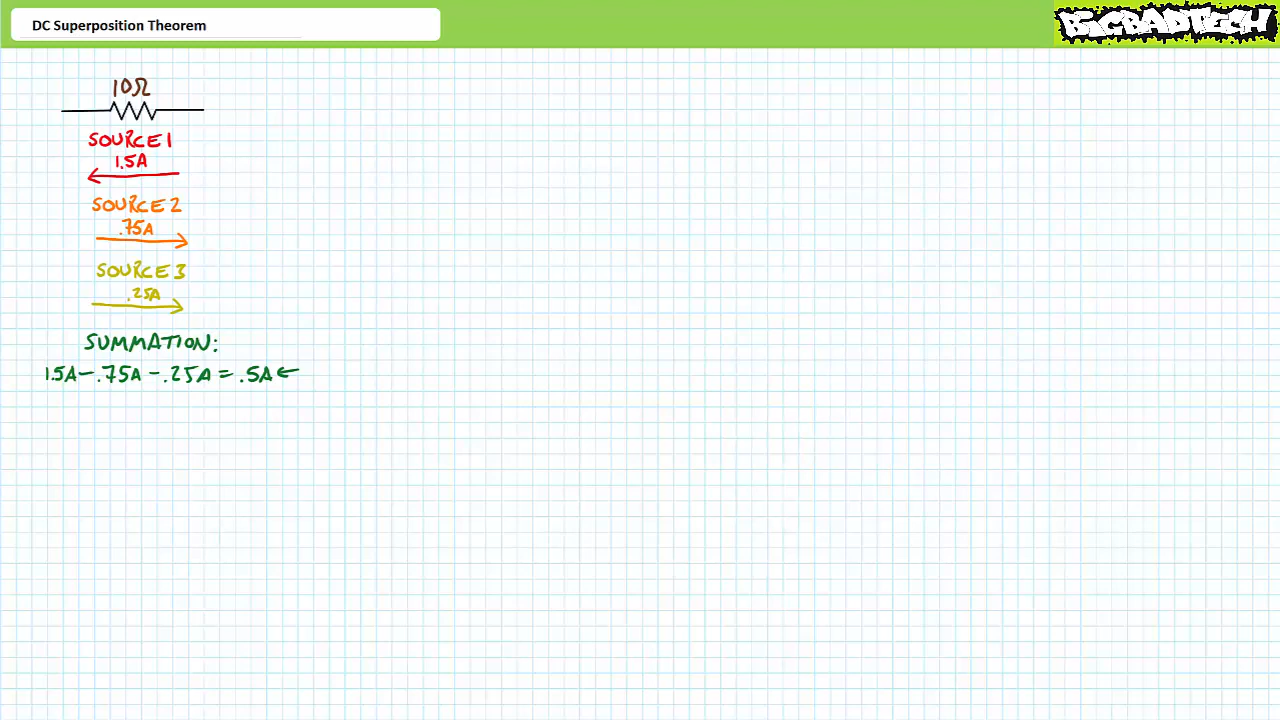 DC Superposition Theorem
BIGBADTECH
10Ω
SOURCE 1
1.5A
SOURCE 2
.75A
SOURCE 3
.25A
SUMMATION:
1.5A - .75A - .25A = .5A ←